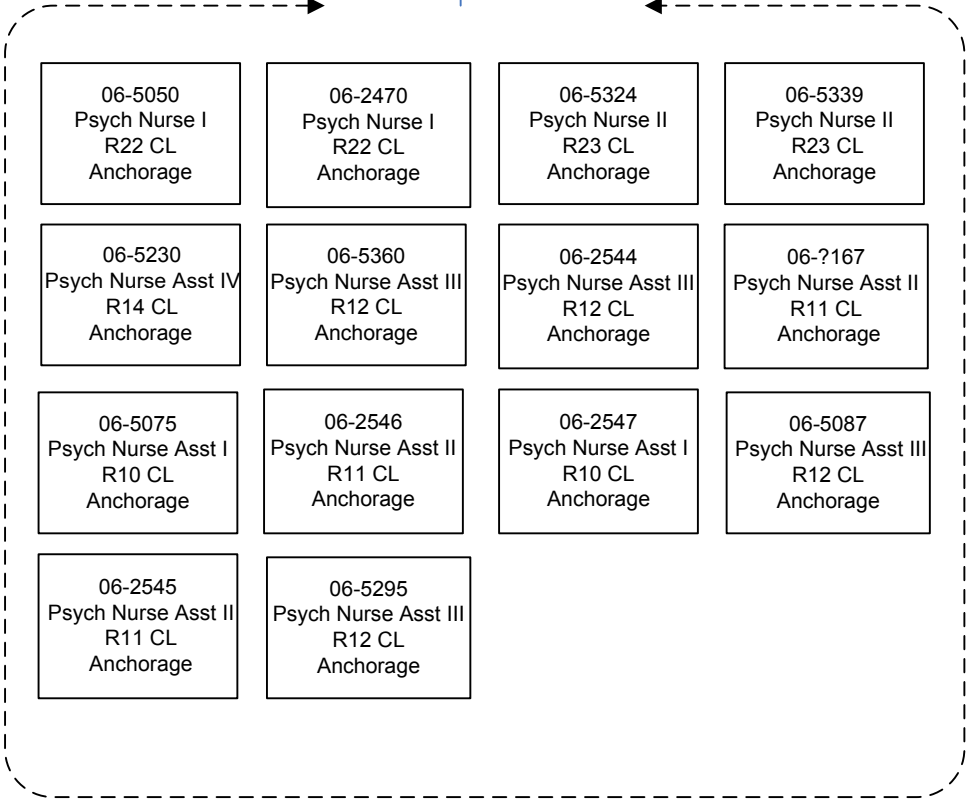 06-5050
Psych Nurse I
R22 CL
Anchorage
06-2470
Psych Nurse I
R22 CL
Anchorage
06-5324
Psych Nurse II
R23 CL
Anchorage
06-5339
Psych Nurse II
R23 CL
Anchorage
06-5230
Psych Nurse Asst IV
R14 CL
Anchorage
06-5360
Psych Nurse Asst III
R12 CL
Anchorage
06-2544
Psych Nurse Asst III
R12 CL
Anchorage
06-?167
Psych Nurse Asst II
R11 CL
Anchorage
06-5075
Psych Nurse Asst I
R10 CL
Anchorage
06-2546
Psych Nurse Asst II
R11 CL
Anchorage
06-2547
Psych Nurse Asst I
R10 CL
Anchorage
06-5087
Psych Nurse Asst III
R12 CL
Anchorage
06-2545
Psych Nurse Asst II
R11 CL
Anchorage
06-5295
Psych Nurse Asst III
R12 CL
Anchorage